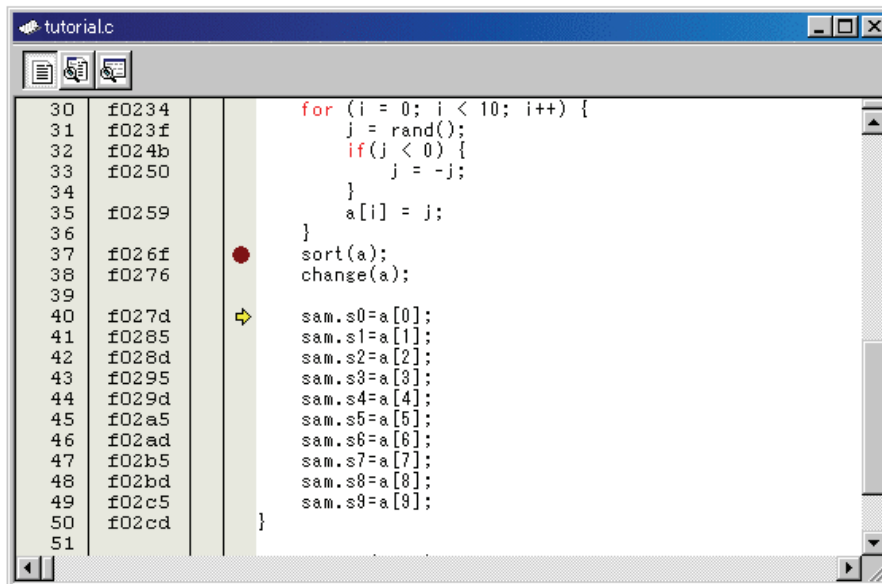 tutorial.c
30 f0234 for (i = 0; i < 10; i++) {
31 f023f j = rand();
32 f024b if(j < 0) {
33 f0250 j = -j;
34 }
35 f0259 a[i] = j;
36 }
37 f026f sort(a);
38 f0276 change(a);
39
40 f027d sam.s0=a[0];
41 f0285 sam.s1=a[1];
42 f028d sam.s2=a[2];
43 f0295 sam.s3=a[3];
44 f029d sam.s4=a[4];
45 f02a5 sam.s5=a[5];
46 f02ad sam.s6=a[6];
47 f02b5 sam.s7=a[7];
48 f02bd sam.s8=a[8];
49 f02c5 sam.s9=a[9];
50 f02cd }
51